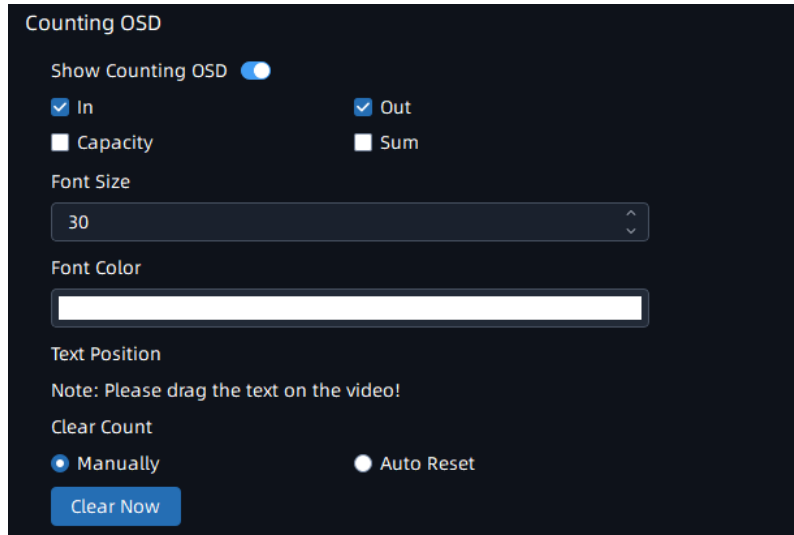 Counting OSD
Show Counting OSD
In
Out
Capacity
Sum
Font Size
30
Font Color
Text Position
Note: Please drag the text on the video!
Clear Count
Manually
Auto Reset
Clear Now